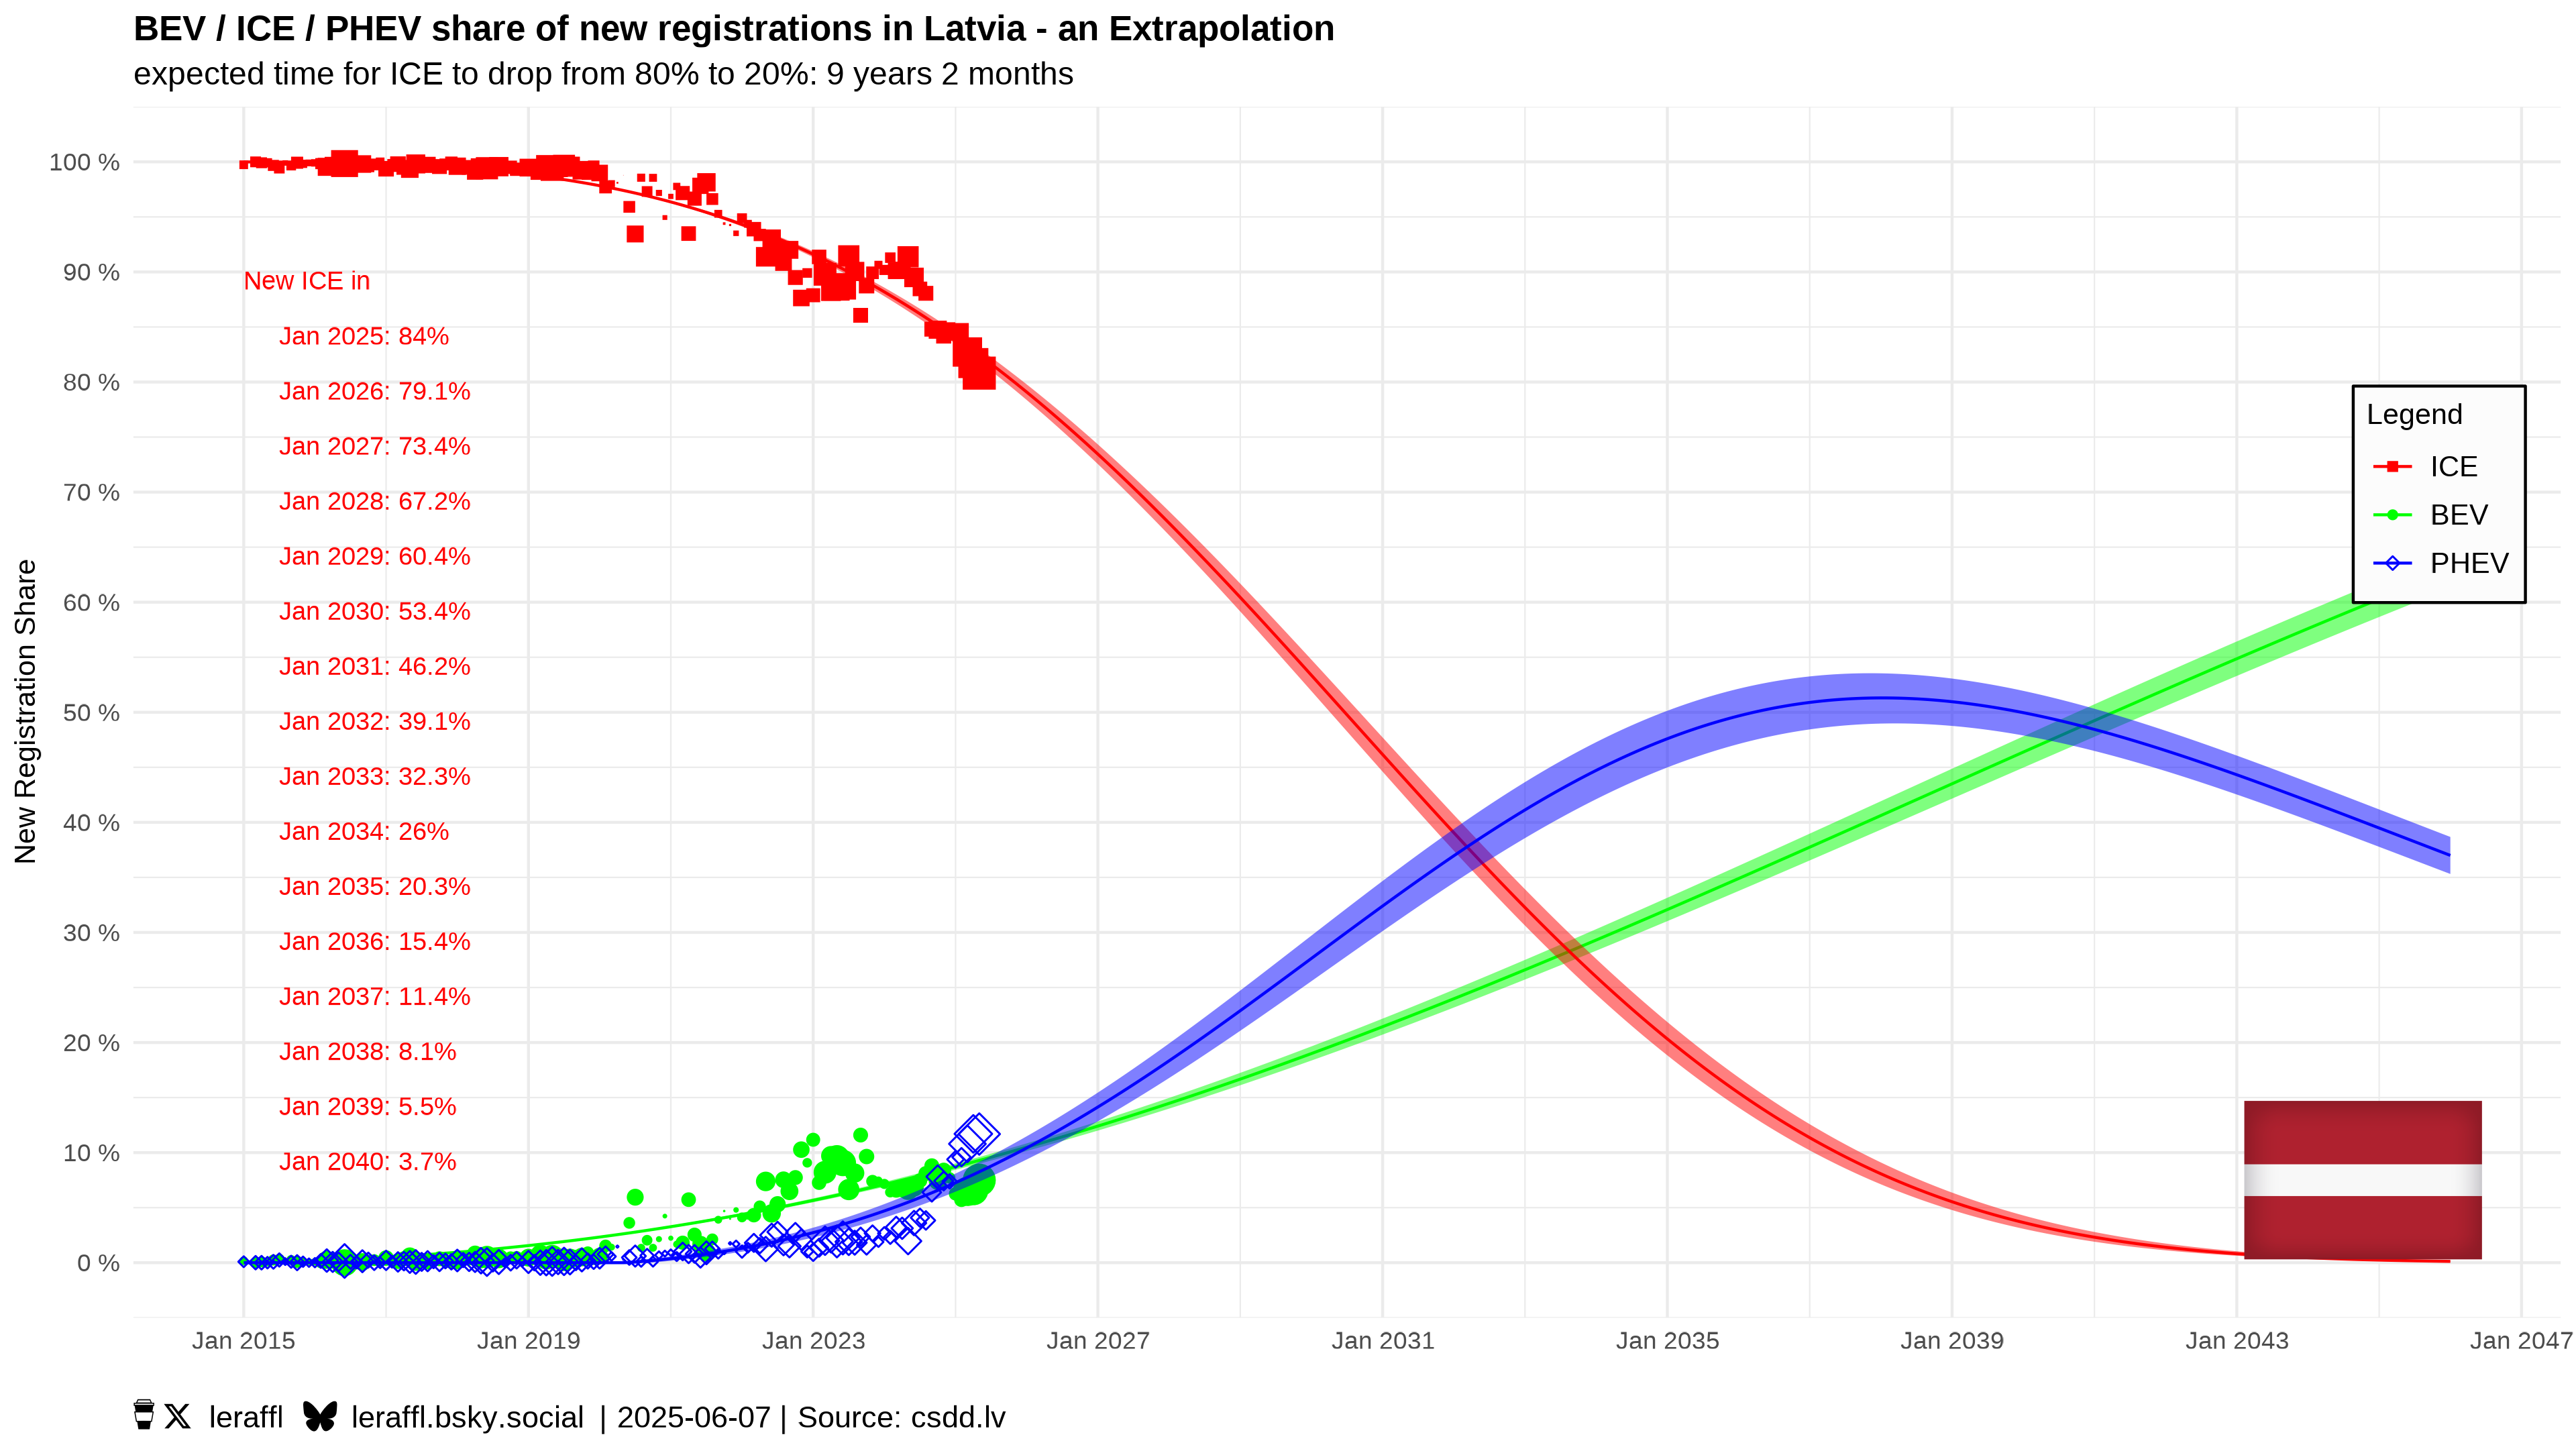 BEV / ICE / PHEV share of new registrations in Latvia - an Extrapolation
expected time for ICE to drop from 80% to 20%: 9 years 2 months
New Registration Share
100 %
90 %
80 %
70 %
60 %
50 %
40 %
30 %
20 %
10 %
0 %
New ICE in
Jan 2025: 84%
Jan 2026: 79.1%
Jan 2027: 73.4%
Jan 2028: 67.2%
Jan 2029: 60.4%
Jan 2030: 53.4%
Jan 2031: 46.2%
Jan 2032: 39.1%
Jan 2033: 32.3%
Jan 2034: 26%
Jan 2035: 20.3%
Jan 2036: 15.4%
Jan 2037: 11.4%
Jan 2038: 8.1%
Jan 2039: 5.5%
Jan 2040: 3.7%
Legend
ICE
BEV
PHEV
Jan 2015 Jan 2019 Jan 2023 Jan 2027 Jan 2031 Jan 2035 Jan 2039 Jan 2043 Jan 2047
leraffl leraffl.bsky.social | 2025-06-07 | Source: csdd.lv